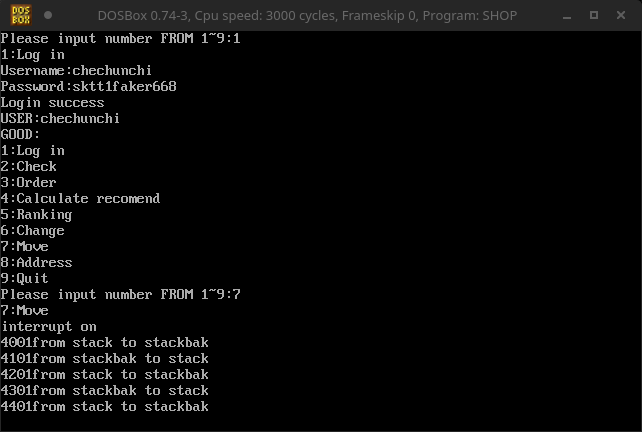 DOS BOX
DOSBox 0.74-3, Cpu speed: 3000 cycles, Frameskip 0, Program: SHOP
Please input number FROM 1~9:1
1:Log in
Username:chechunchi
Password:sktt1faker668
Login success
USER:chechunchi
GOOD:
1:Log in
2:Check
3:Order
4:Calculate recomend
5:Ranking
6:Change
7:Move
8:Address
9:Quit
Please input number FROM 1~9:7
7:Move
interrupt on
4001from stack to stackbak
4101from stackbak to stack
4201from stack to stackbak
4301from stackbak to stack
4401from stack to stackbak